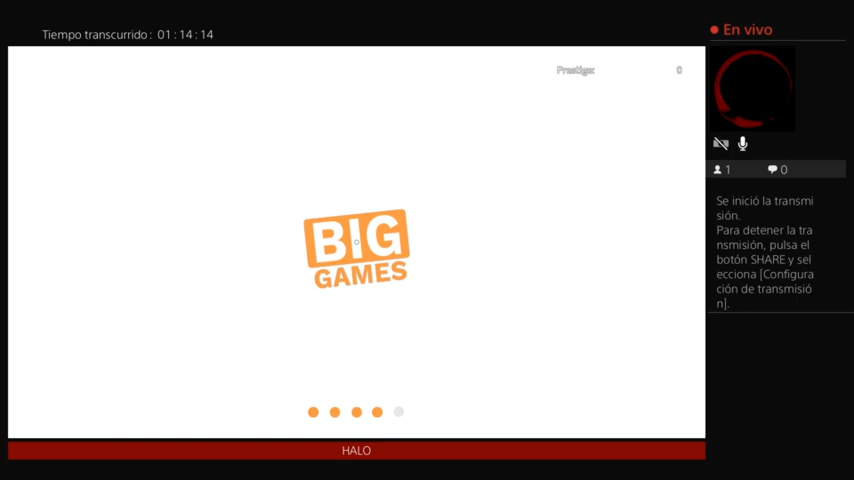 Tiempo transcurrido: 01:14:14
En vivo
Prestige: 0
1 0
BIG
GAMES
Se inició la transmi
sión.
Para detener la tra
nsmisión, pulsa el
botón SHARE y sel
ecciona [Configura
ción de transmisió
n].
HALO